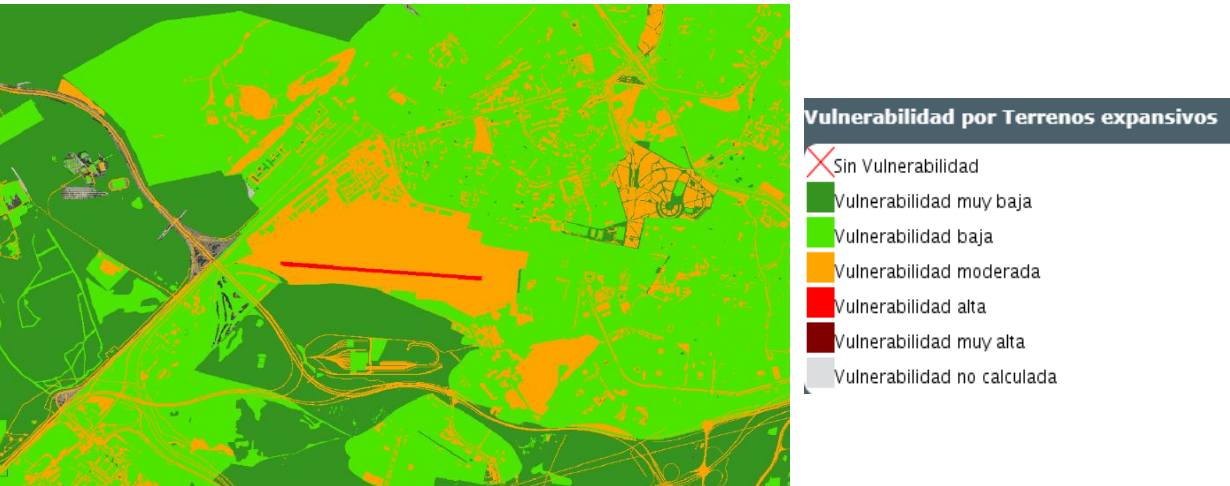 Vulnerabilidad por Terrenos expansivos
Sin Vulnerabilidad
Vulnerabilidad muy baja
Vulnerabilidad baja
Vulnerabilidad moderada
Vulnerabilidad alta
Vulnerabilidad muy alta
Vulnerabilidad no calculada